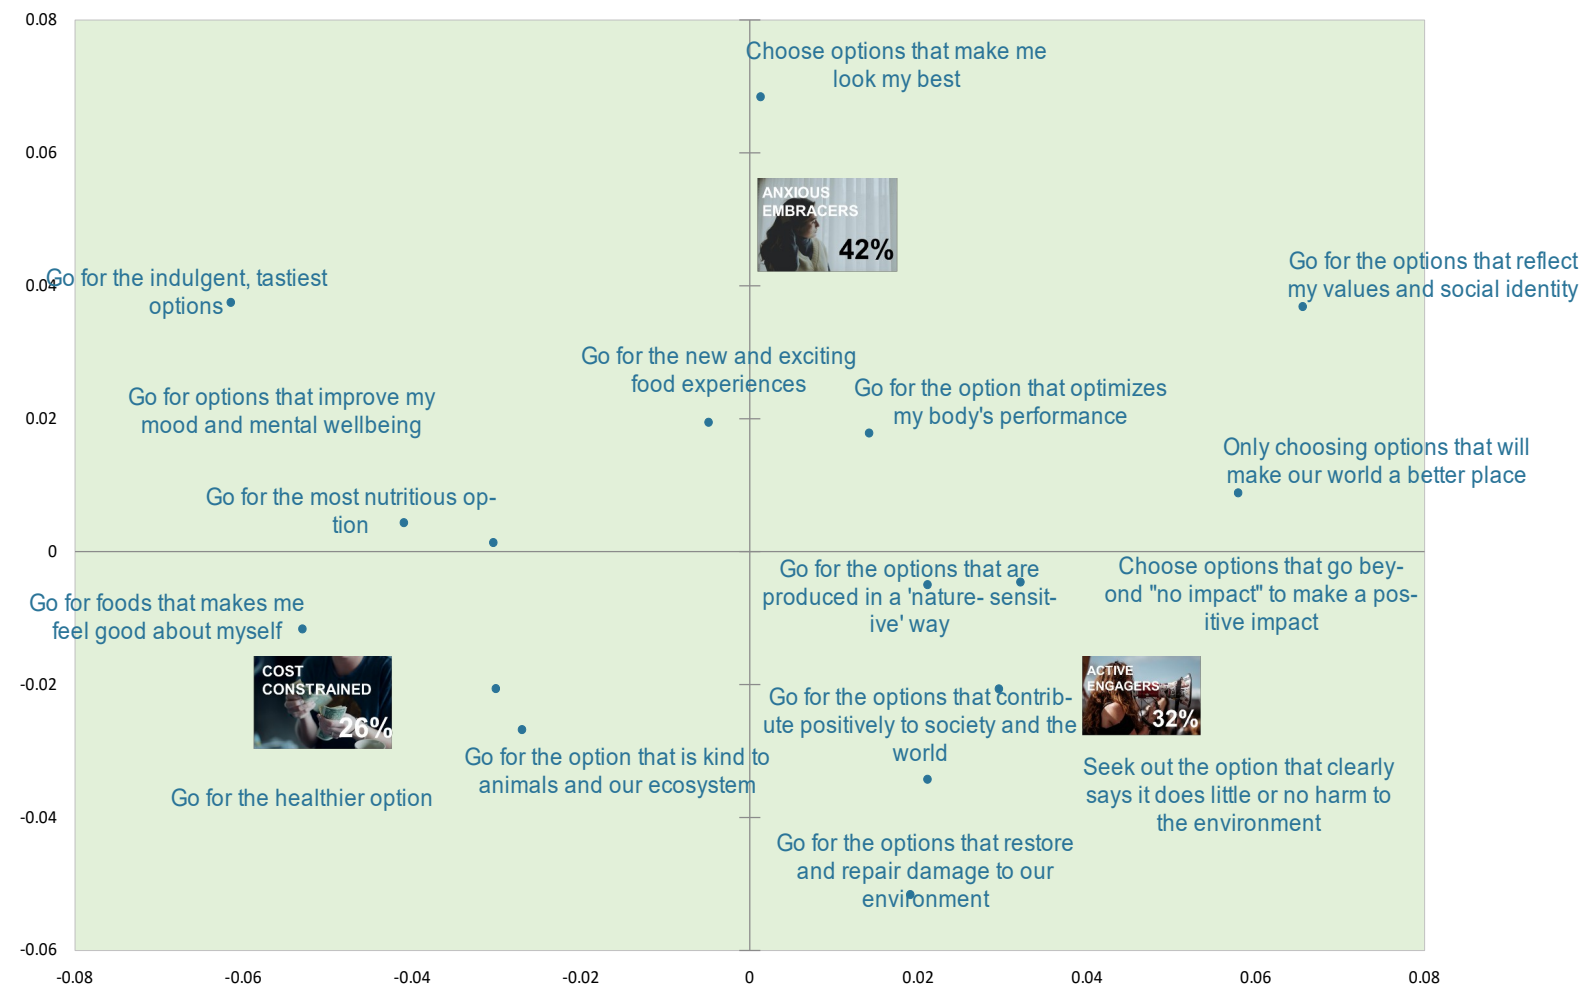 0.08
Choose options that make me
look my best
0.06
ANXIOUS
EMBRACERS
42%
Go for the options that reflect
my values and social identity
Go for the indulgent, tastiest
options
0.04
Go for the new and exciting
food experiences
Go for the option that optimizes
my body's performance
Go for options that improve my
mood and mental wellbeing
0.02
Only choosing options that will
make our world a better place
Go for the most nutritious op-
tion
0
Go for the options that are
produced in a 'nature- sensit-
ive' way
Choose options that go bey-
ond "no impact" to make a pos-
itive impact
Go for foods that makes me
feel good about myself
COST
CONSTRAINED
26%
-0.02
Go for the options that contrib-
ute positively to society and the
world
ACTIVE
ENGAGERS
32%
Go for the option that is kind to
animals and our ecosystem
Seek out the option that clearly
says it does little or no harm to
the environment
Go for the healthier option
-0.04
Go for the options that restore
and repair damage to our
environment
-0.06
-0.08 -0.06 -0.04 -0.02 0 0.02 0.04 0.06 0.08